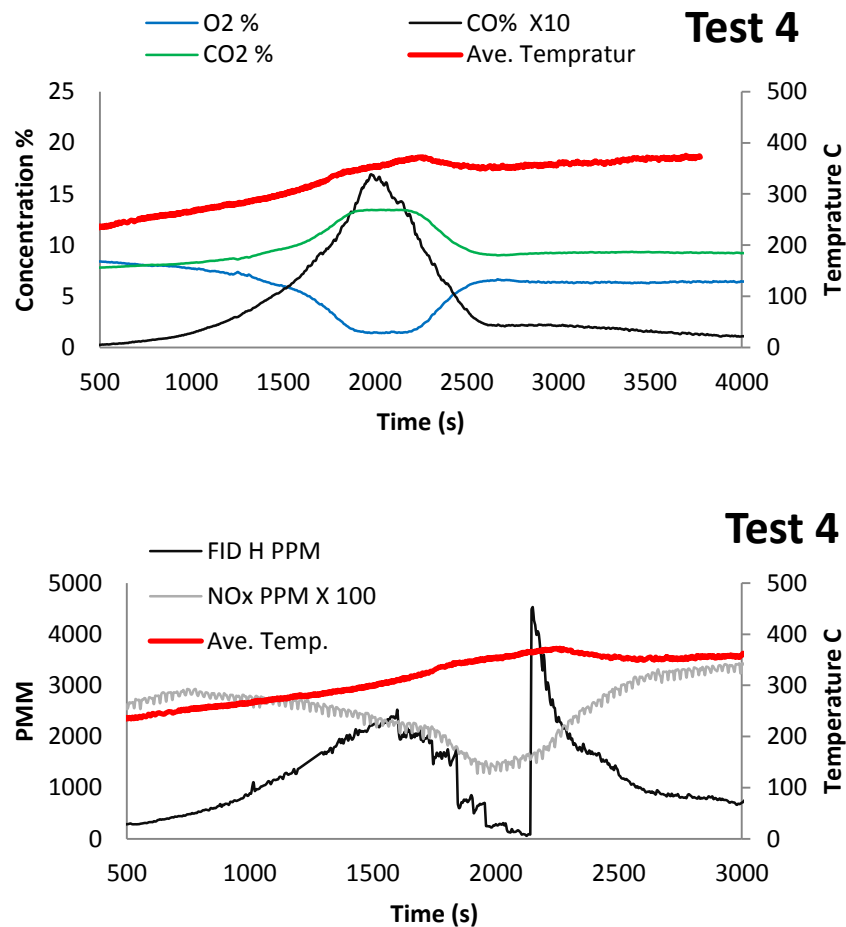 O2 % CO% X10 Test 4
CO2 % Ave. Tempratur
25 500
20 400
15 300
10 200
5 100
0 0
500 1000 1500 2000 2500 3000 3500 4000
Concentration %
Temprature C
Time (s)
Test 4
FID H PPM
NOx PPM X 100
Ave. Temp.
5000 500
4000 400
3000 300
2000 200
1000 100
0 0
500 1000 1500 2000 2500 3000
PMM
Temperature C
Time (s)